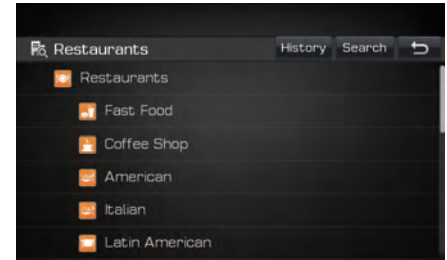 Restaurants History Search
Restaurants
Fast Food
Coffee Shop
American
Italian
Latin American